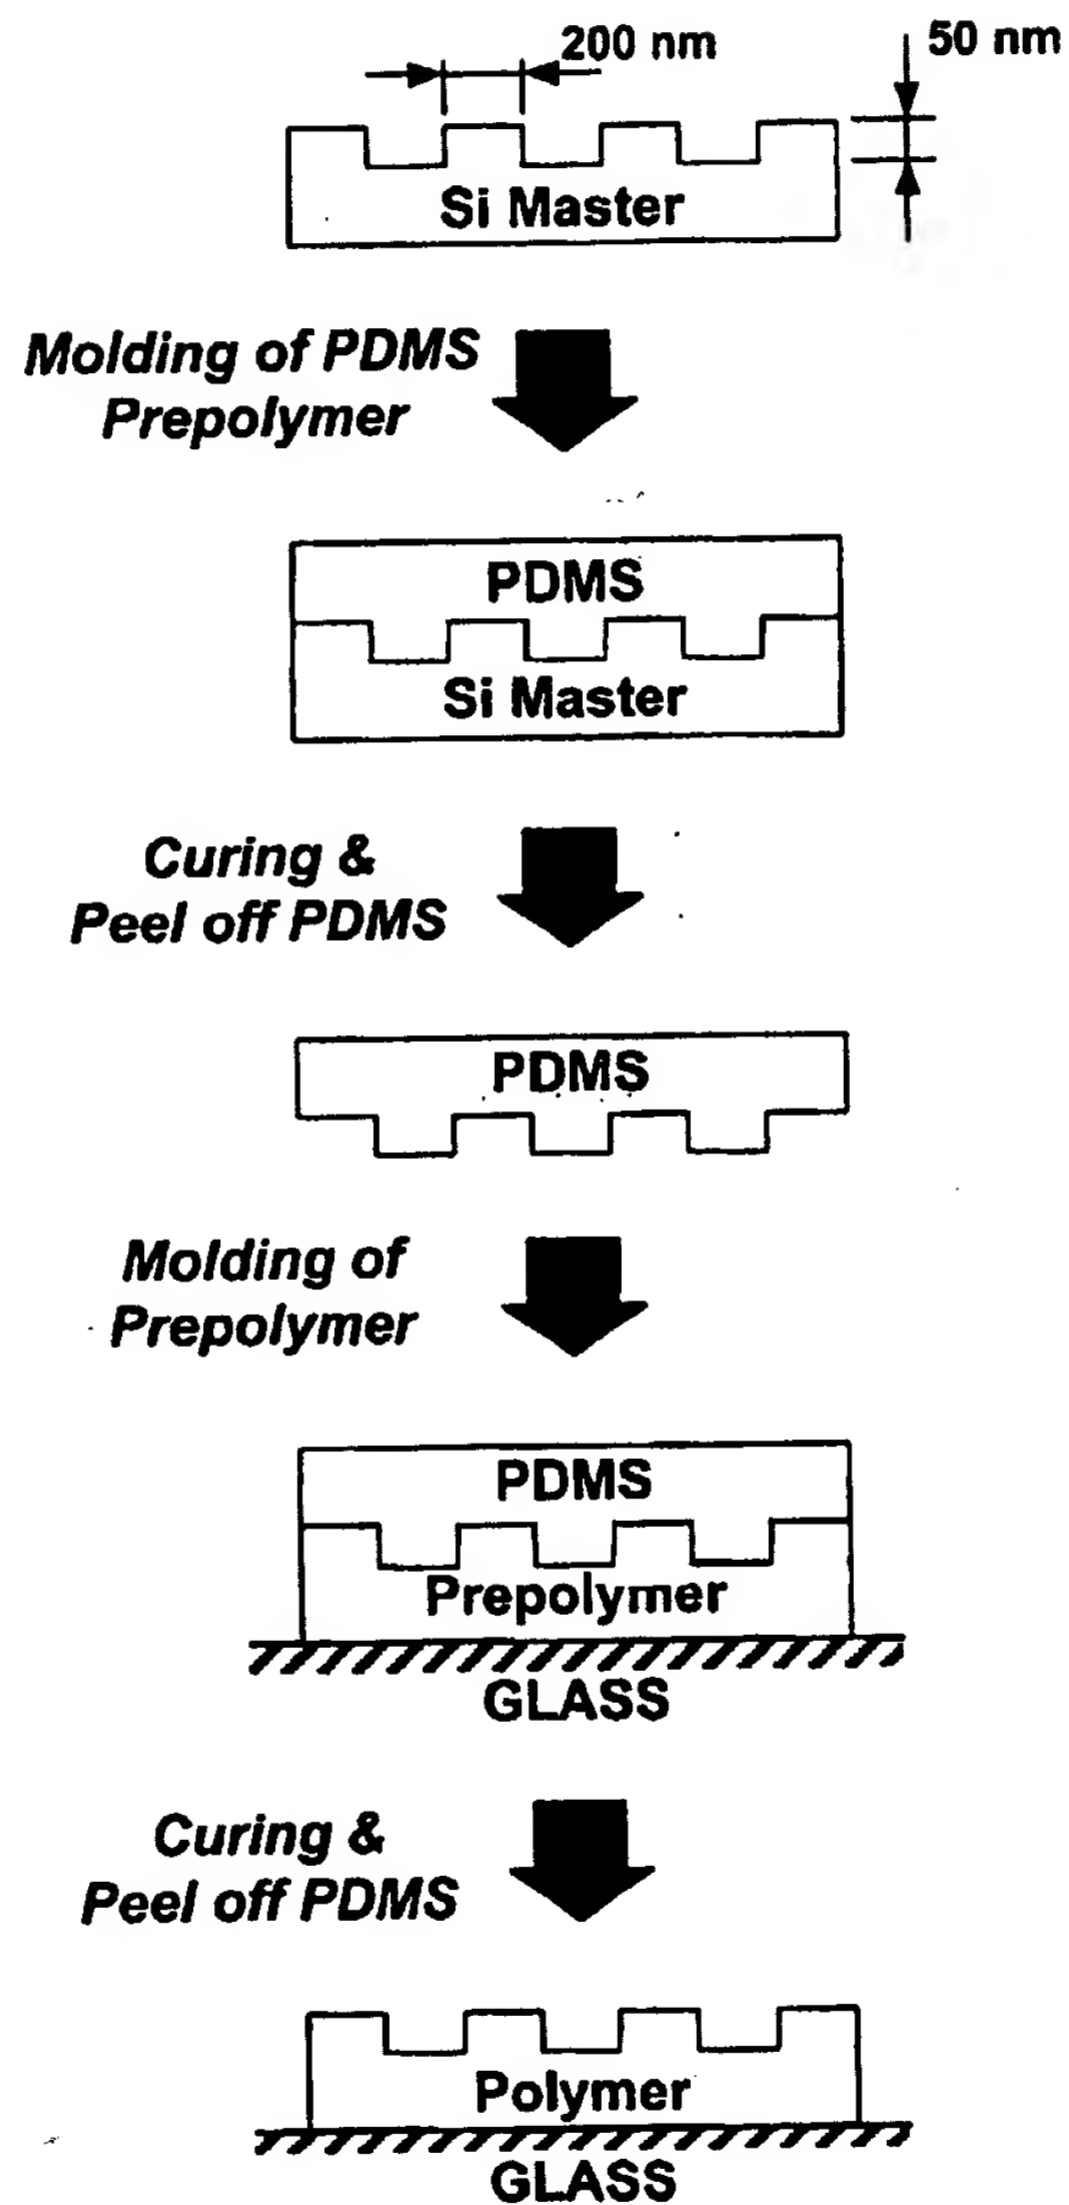 200 nm
50 nm
Si Master
Molding of PDMS
Prepolymer
PDMS
Si Master
Curing &
Peel off PDMS
PDMS
Molding of
Prepolymer
PDMS
Prepolymer
GLASS
Curing &
Peel off PDMS
Polymer
GLASS